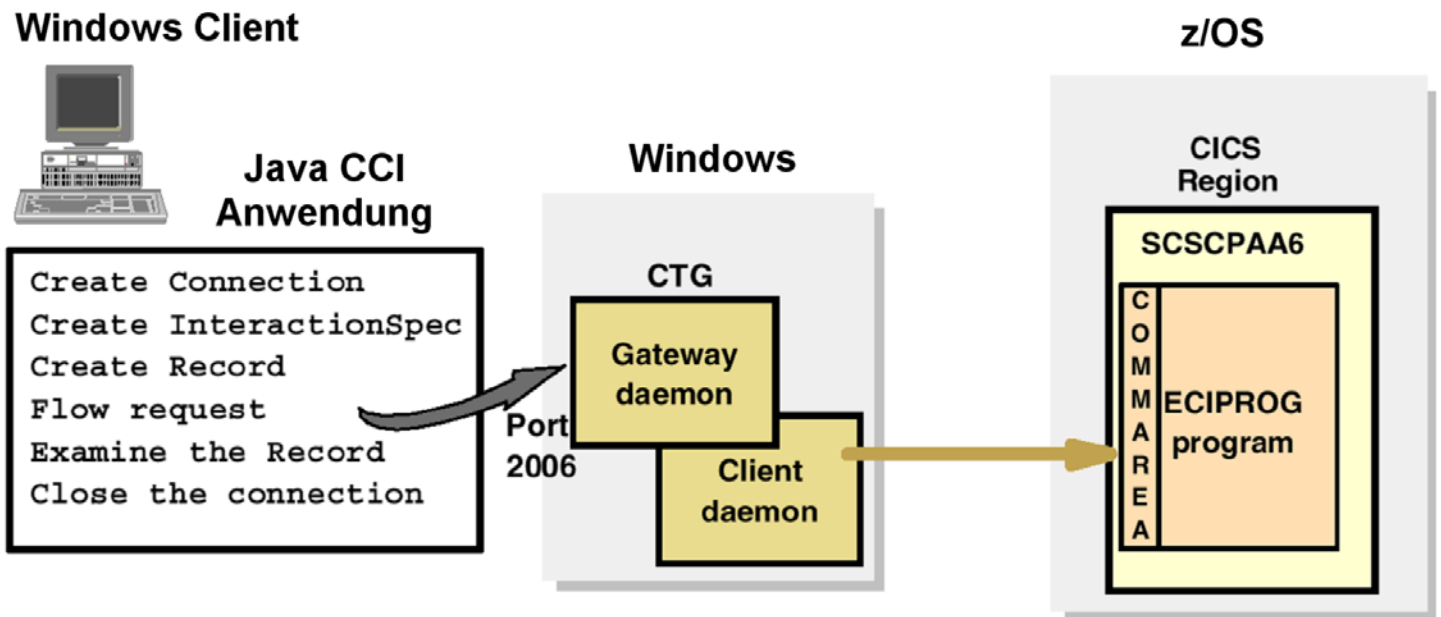 Windows Client
Java CCI
Anwendung
Create Connection
Create InteractionSpec
Create Record
Flow request
Examine the Record
Close the connection
Port
2006
Windows
CTG
Gateway
daemon
Client
daemon
z/OS
CICS
Region
SCSCPAA6
COMMAREA
ECIPROG
program